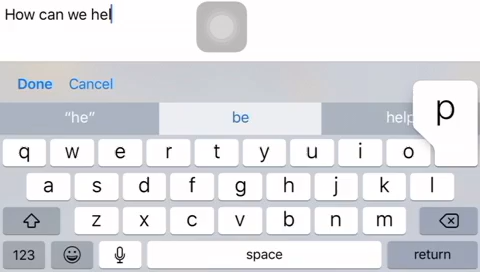 How can we hel
Done Cancel
"he" be help
p
q w e r t y u i o
a s d f g h j k l
z x c v b n m
123 space return